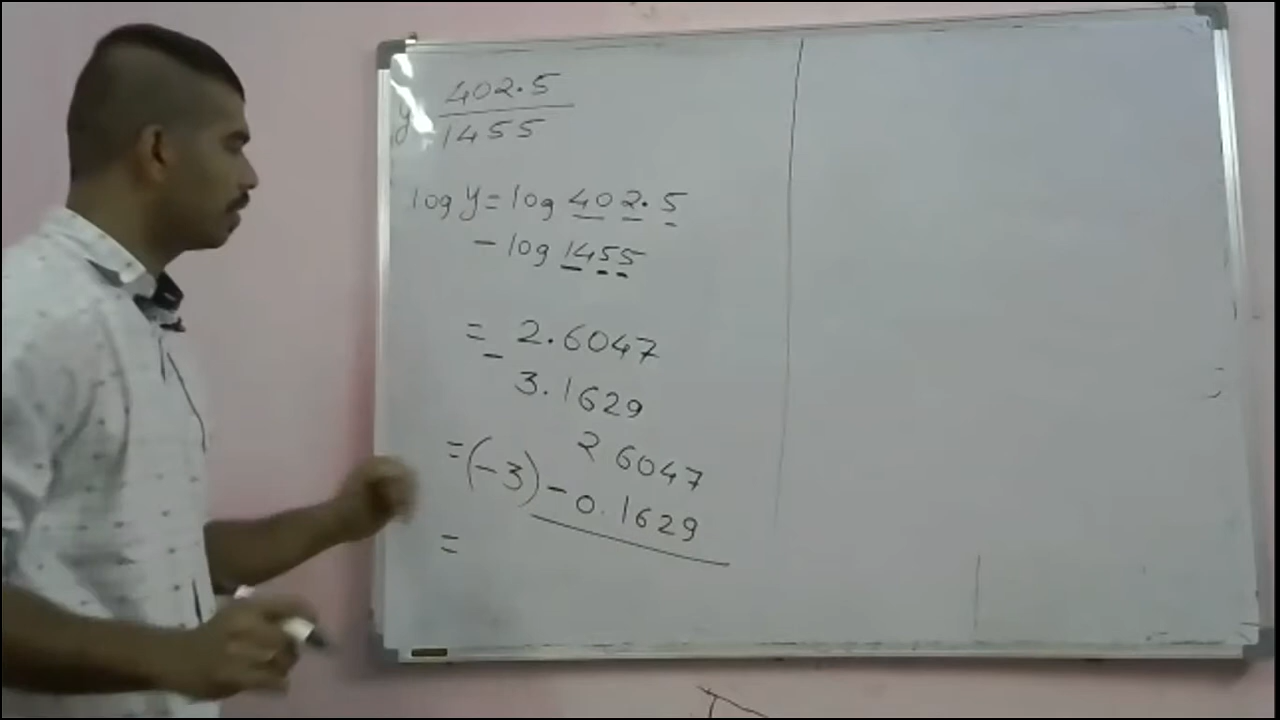 y 402.5
1455
log y = log 402.5
- log 1455
= 2.6047
- 3.1629
2 6047
= (-3) - 0.1629
=